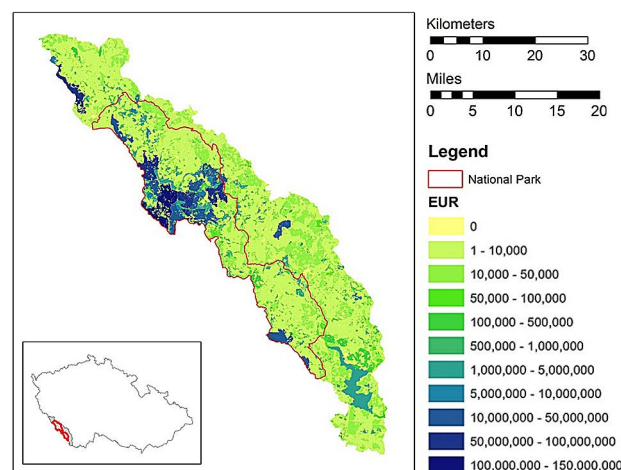 Kilometers
0 5 10 20 30
Miles
0 5 10 15 20
Legend
National Park
EUR
0
1 - 10,000
10,000 - 50,000
50,000 - 100,000
100,000 - 500,000
500,000 - 1,000,000
1,000,000 - 5,000,000
5,000,000 - 10,000,000
10,000,000 - 50,000,000
50,000,000 - 100,000,000
100,000,000 - 150,000,000